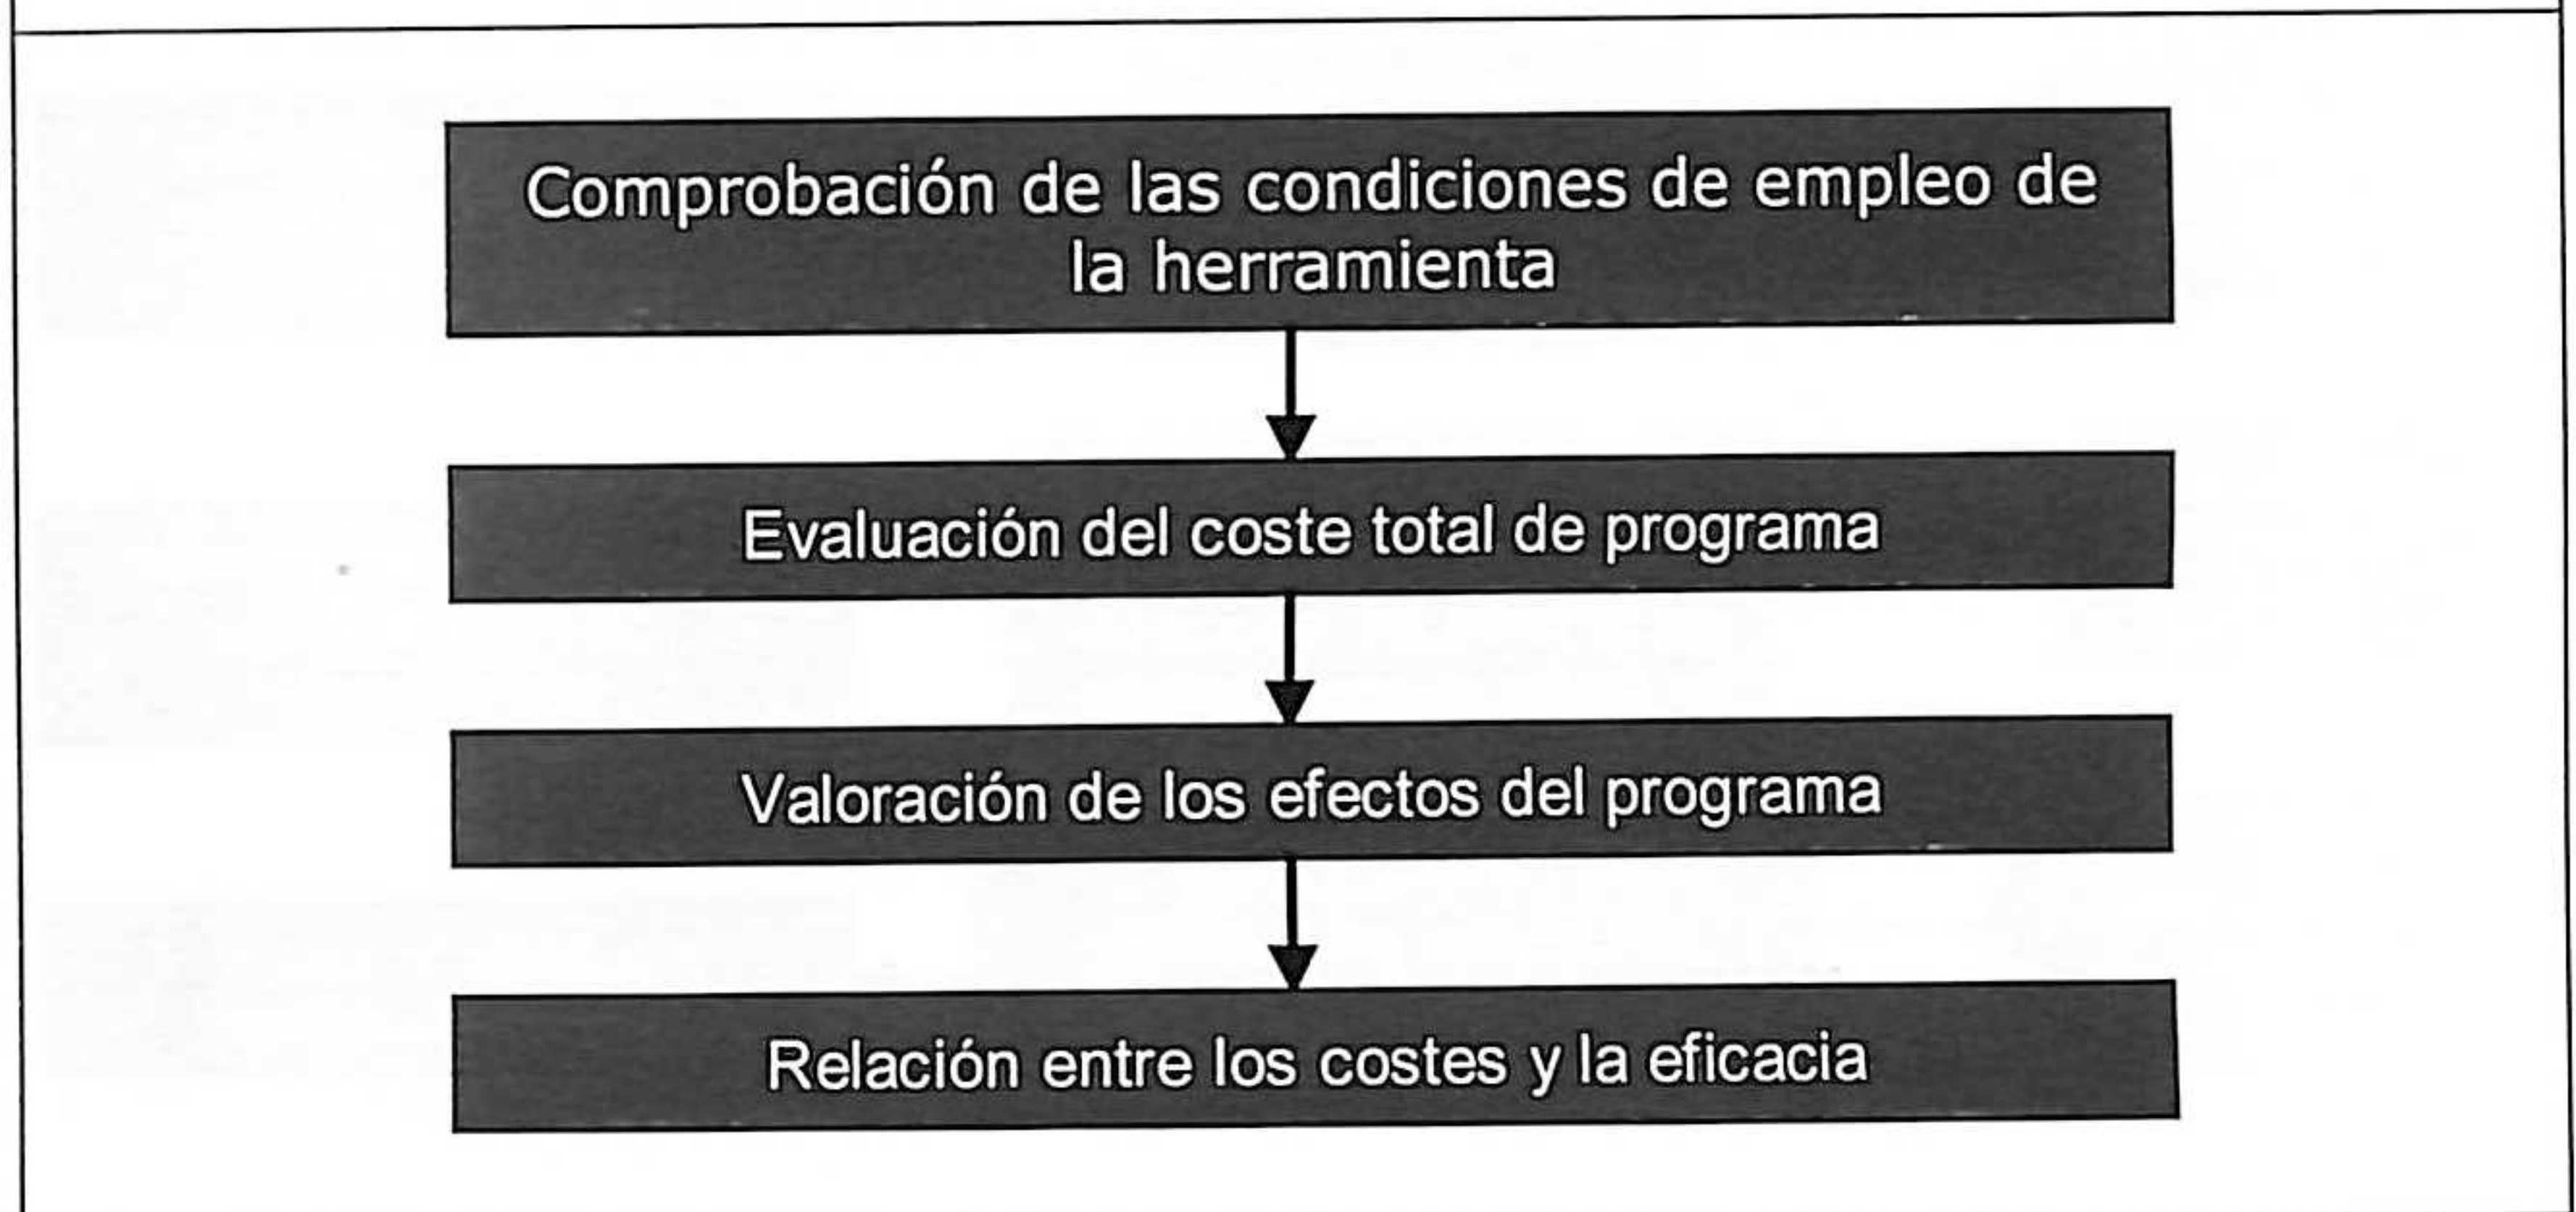 Comprobación de las condiciones de empleo de
la herramienta
Evaluación del coste total de programa
Valoración de los efectos del programa
Relación entre los costes y la eficacia